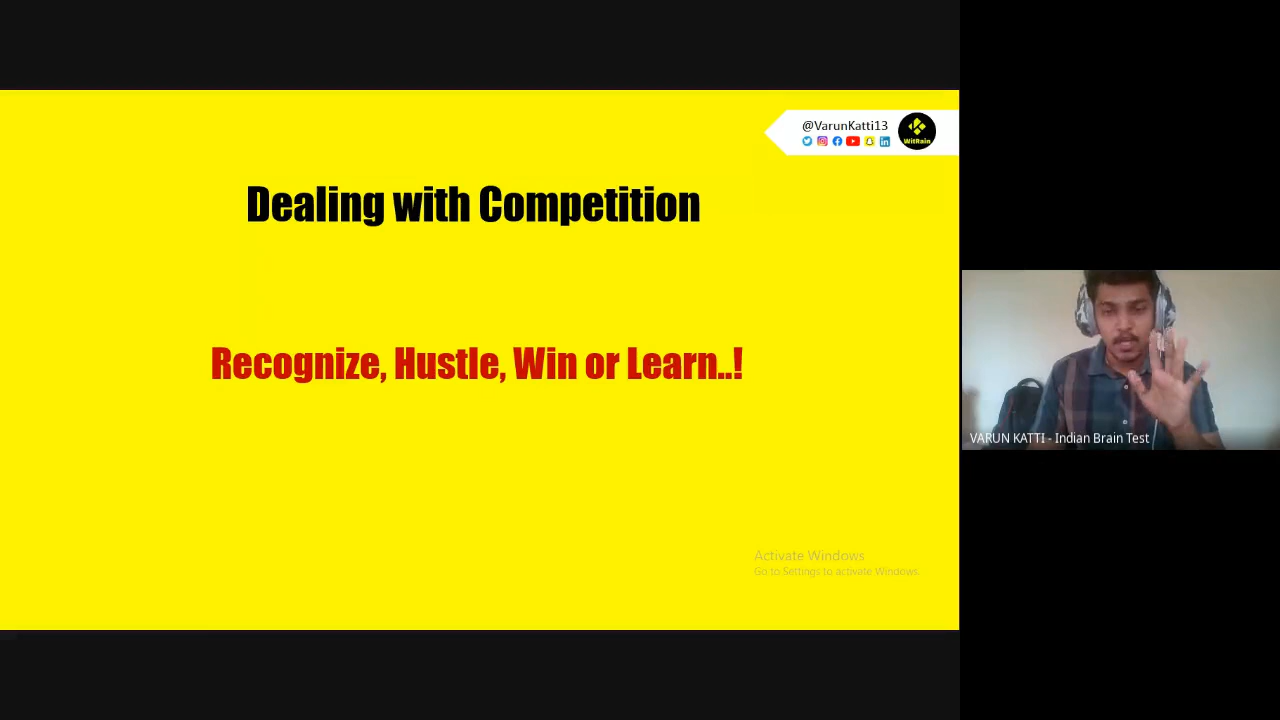 @VarunKatti13
WitRain
Dealing with Competition
Recognize, Hustle, Win or Learn..!
VARUN KATTI - Indian Brain Test
Activate Windows
Go to Settings to activate Windows.